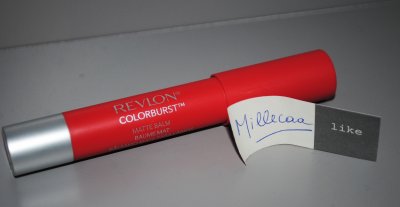 REVLON
COLORBURST™
MATTE BALM
BAUME MAT
Millecaa
like